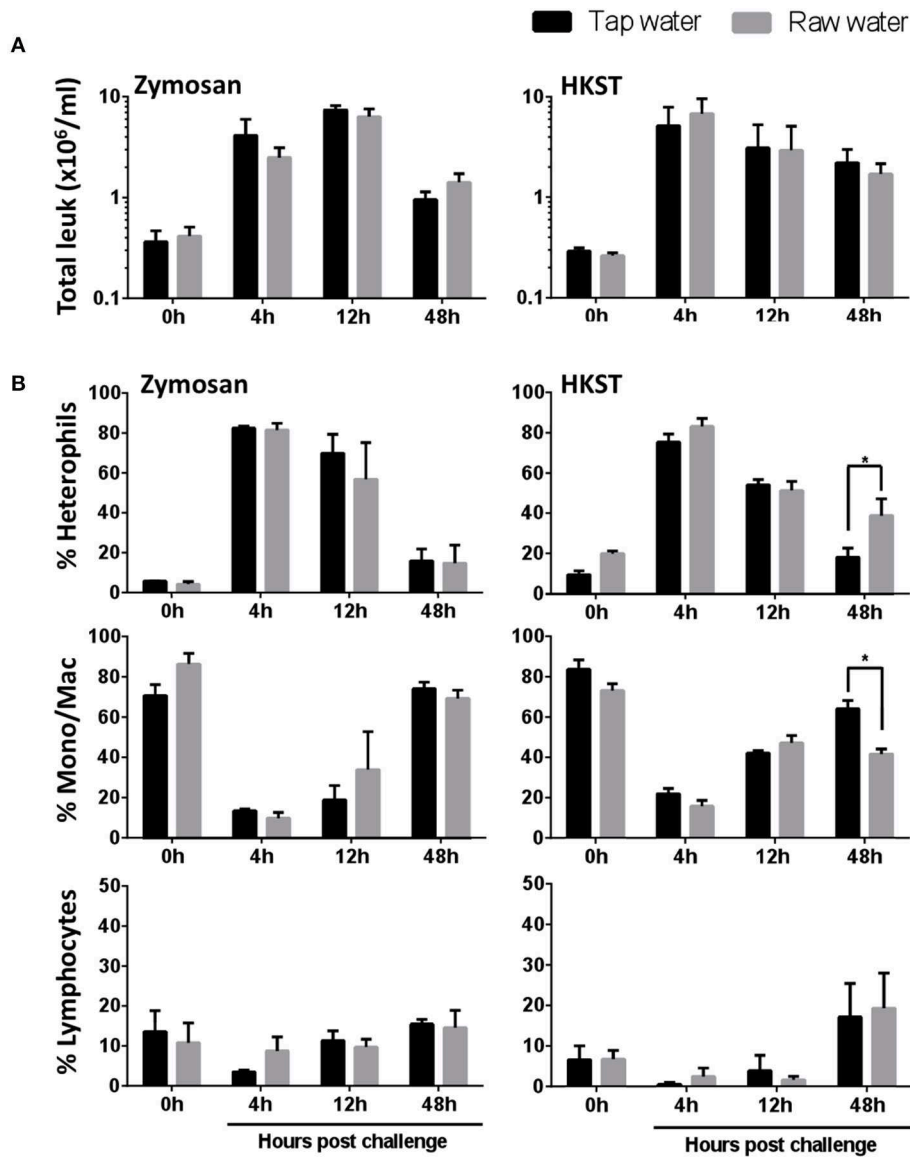 Tap water Raw water
A
Zymosan HKST
Total leuk (x10⁶/ml)
10 10
1 1
0.1 0.1
0h 4h 12h 48h 0h 4h 12h 48h
B
Zymosan HKST
% Heterophils
100 100
80 80
60 60 *
40 40
20 20
0 0
0h 4h 12h 48h 0h 4h 12h 48h
% Mono/Mac
100 100
80 80 *
60 60
40 40
20 20
0 0
0h 4h 12h 48h 0h 4h 12h 48h
% Lymphocytes
50 50
40 40
30 30
20 20
10 10
0 0
0h 4h 12h 48h 0h 4h 12h 48h
Hours post challenge Hours post challenge